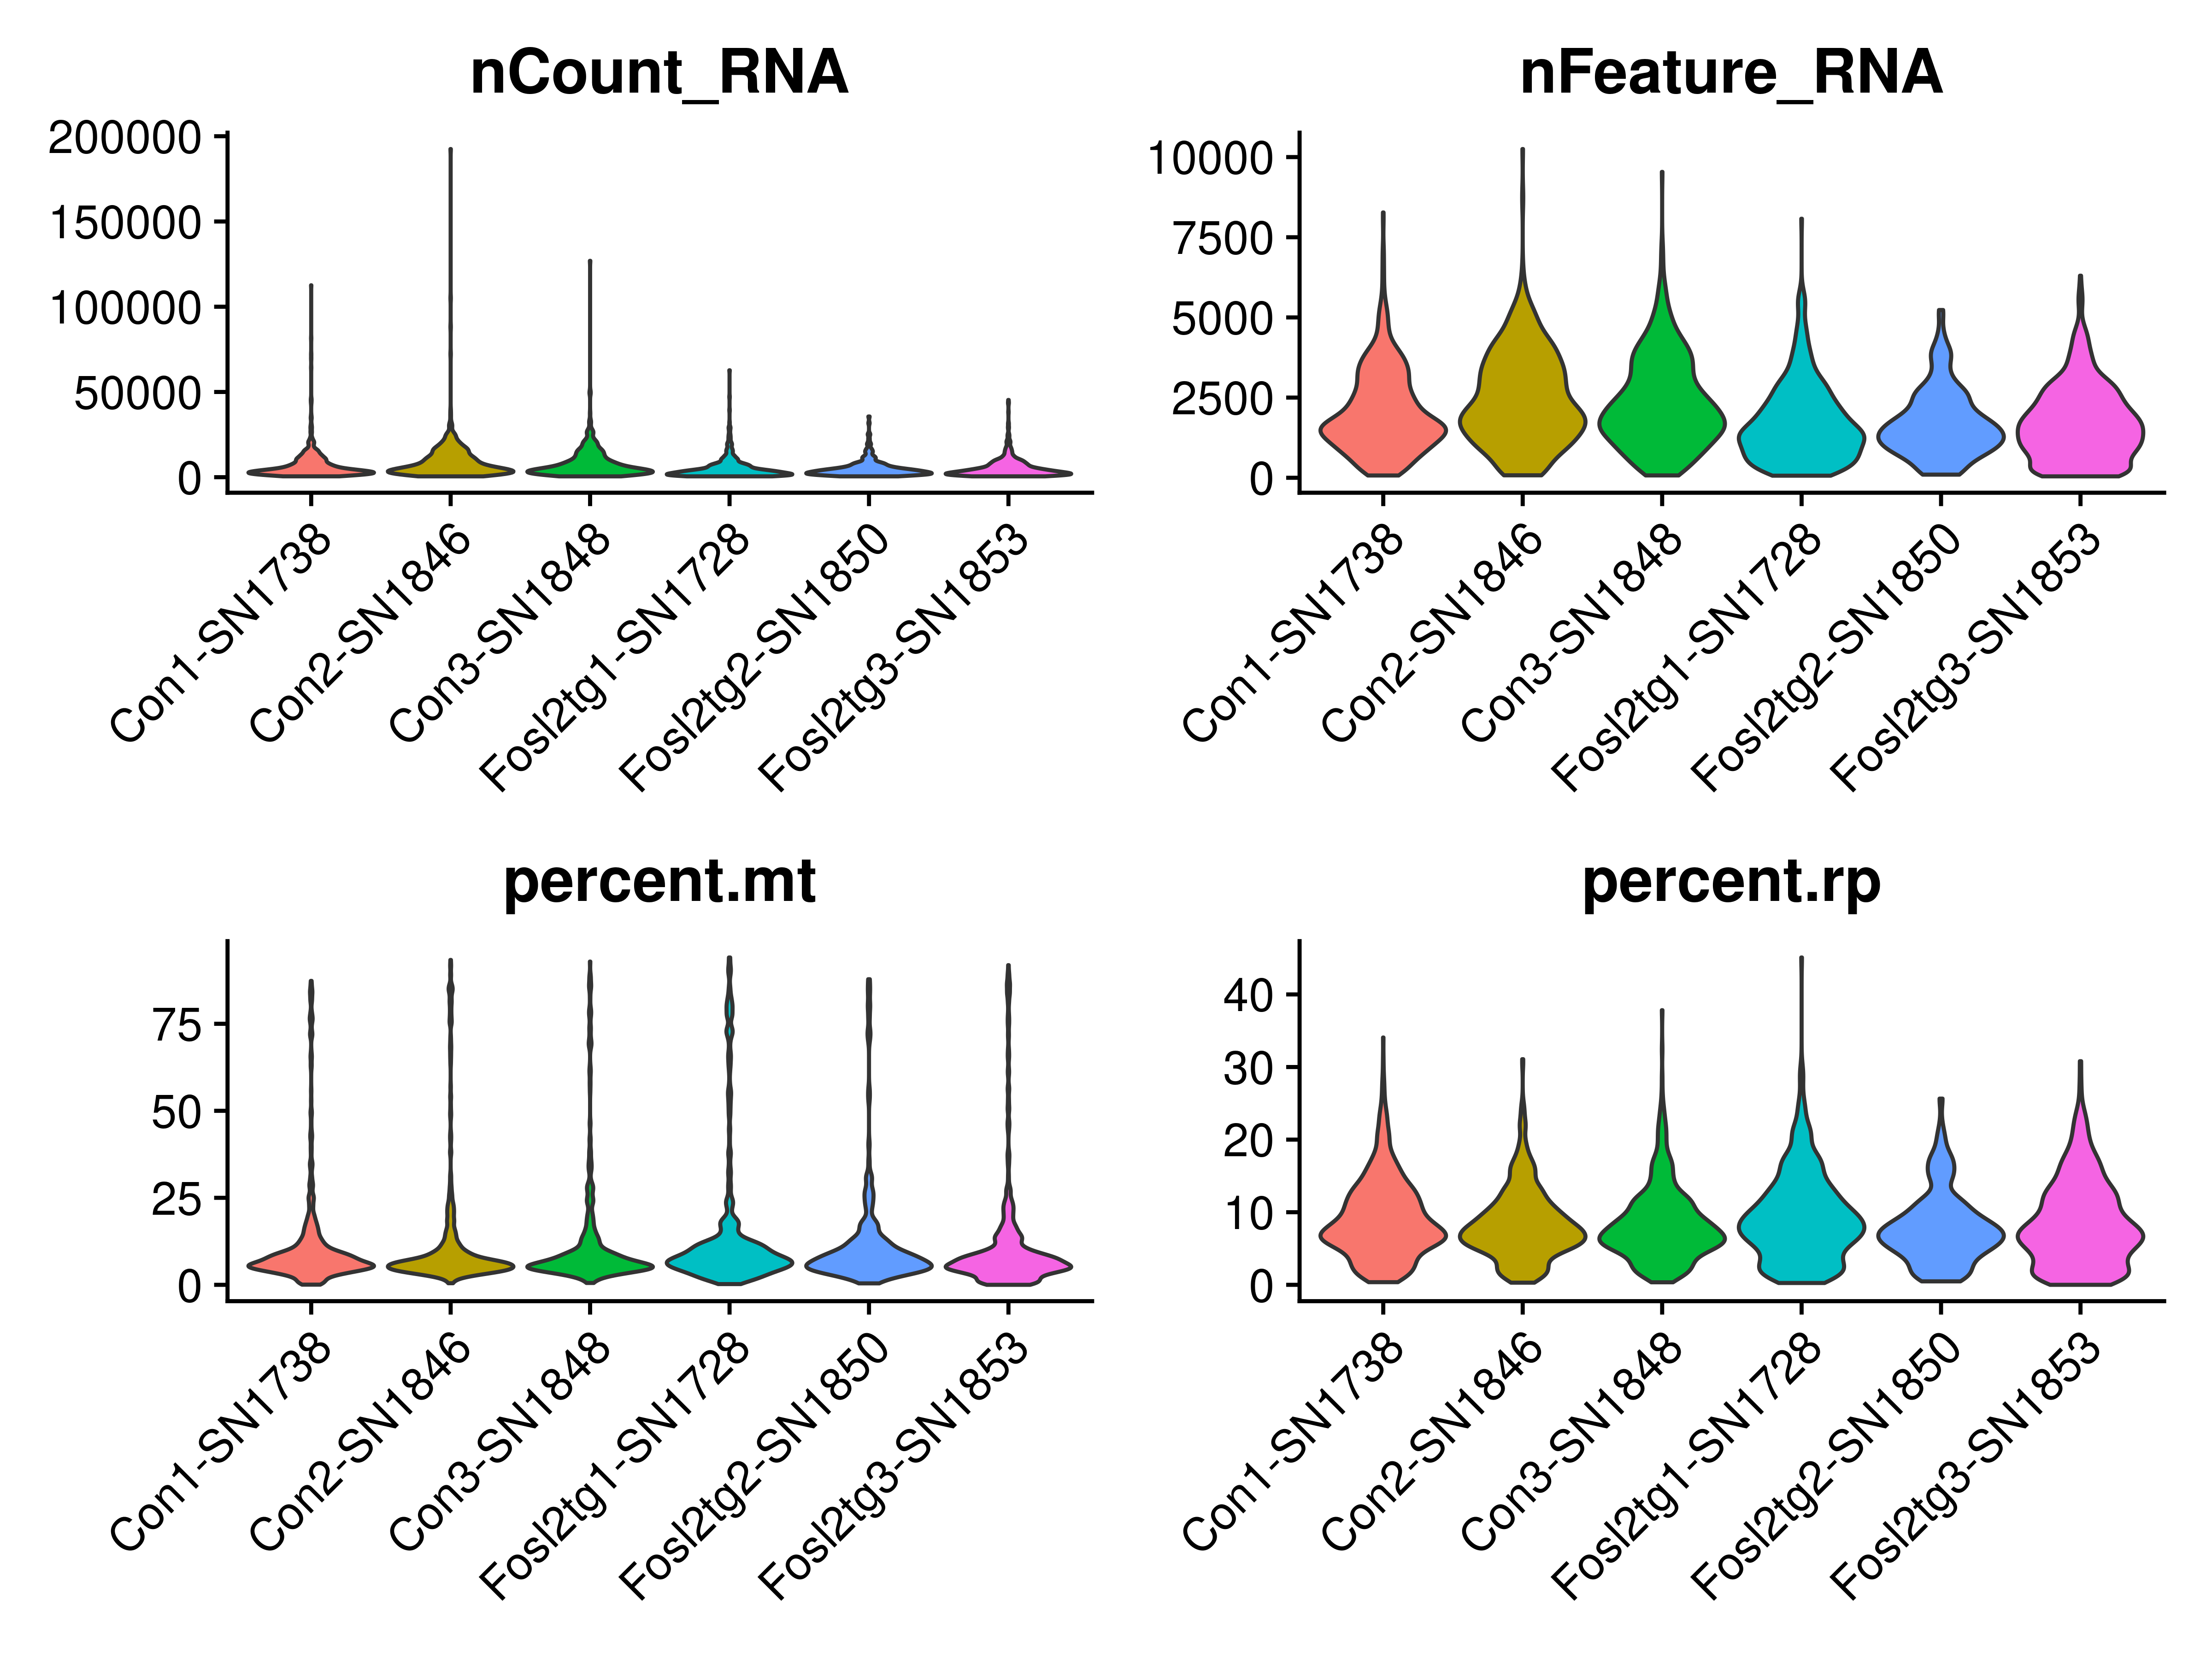 nCount_RNA
200000
150000
100000
50000
0
Con1-SN1738
Con2-SN1846
Con3-SN1848
Fosl2tg1-SN1728
Fosl2tg2-SN1850
Fosl2tg3-SN1853
nFeature_RNA
10000
7500
5000
2500
0
Con1-SN1738
Con2-SN1846
Con3-SN1848
Fosl2tg1-SN1728
Fosl2tg2-SN1850
Fosl2tg3-SN1853
percent.mt
75
50
25
0
Con1-SN1738
Con2-SN1846
Con3-SN1848
Fosl2tg1-SN1728
Fosl2tg2-SN1850
Fosl2tg3-SN1853
percent.rp
40
30
20
10
0
Con1-SN1738
Con2-SN1846
Con3-SN1848
Fosl2tg1-SN1728
Fosl2tg2-SN1850
Fosl2tg3-SN1853